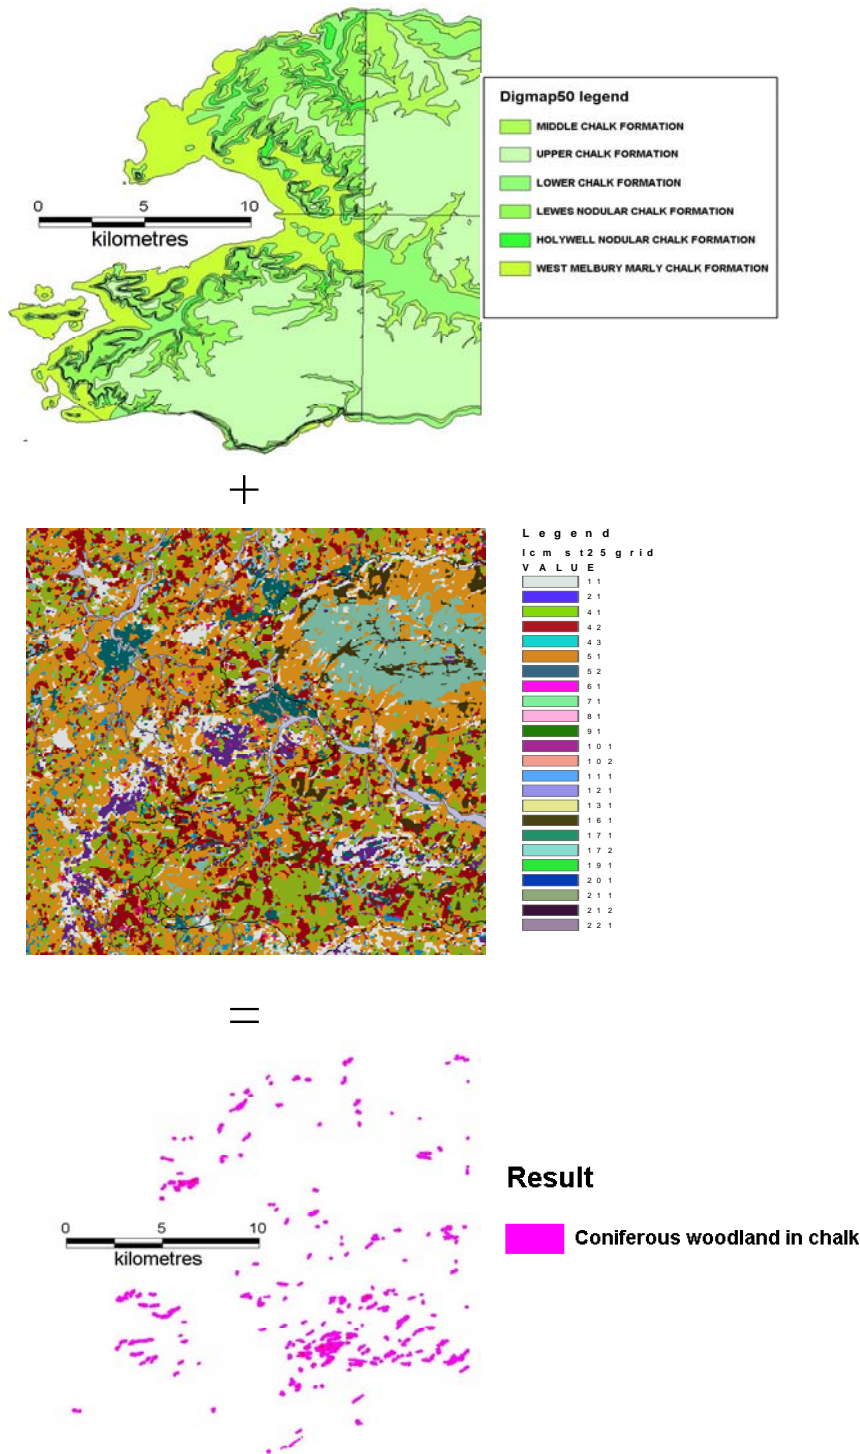 Digmap50 legend
MIDDLE CHALK FORMATION
UPPER CHALK FORMATION
LOWER CHALK FORMATION
LEWES NODULAR CHALK FORMATION
HOLYWELL NODULAR CHALK FORMATION
WEST MELBURY MARLY CHALK FORMATION
0 5 10
kilometres
+
Legend
lcm st25grid
VALUE
11
21
41
42
43
51
52
61
71
81
91
101
102
111
121
131
161
171
172
191
201
211
212
221
=
Result
Coniferous woodland in chalk
0 5 10
kilometres